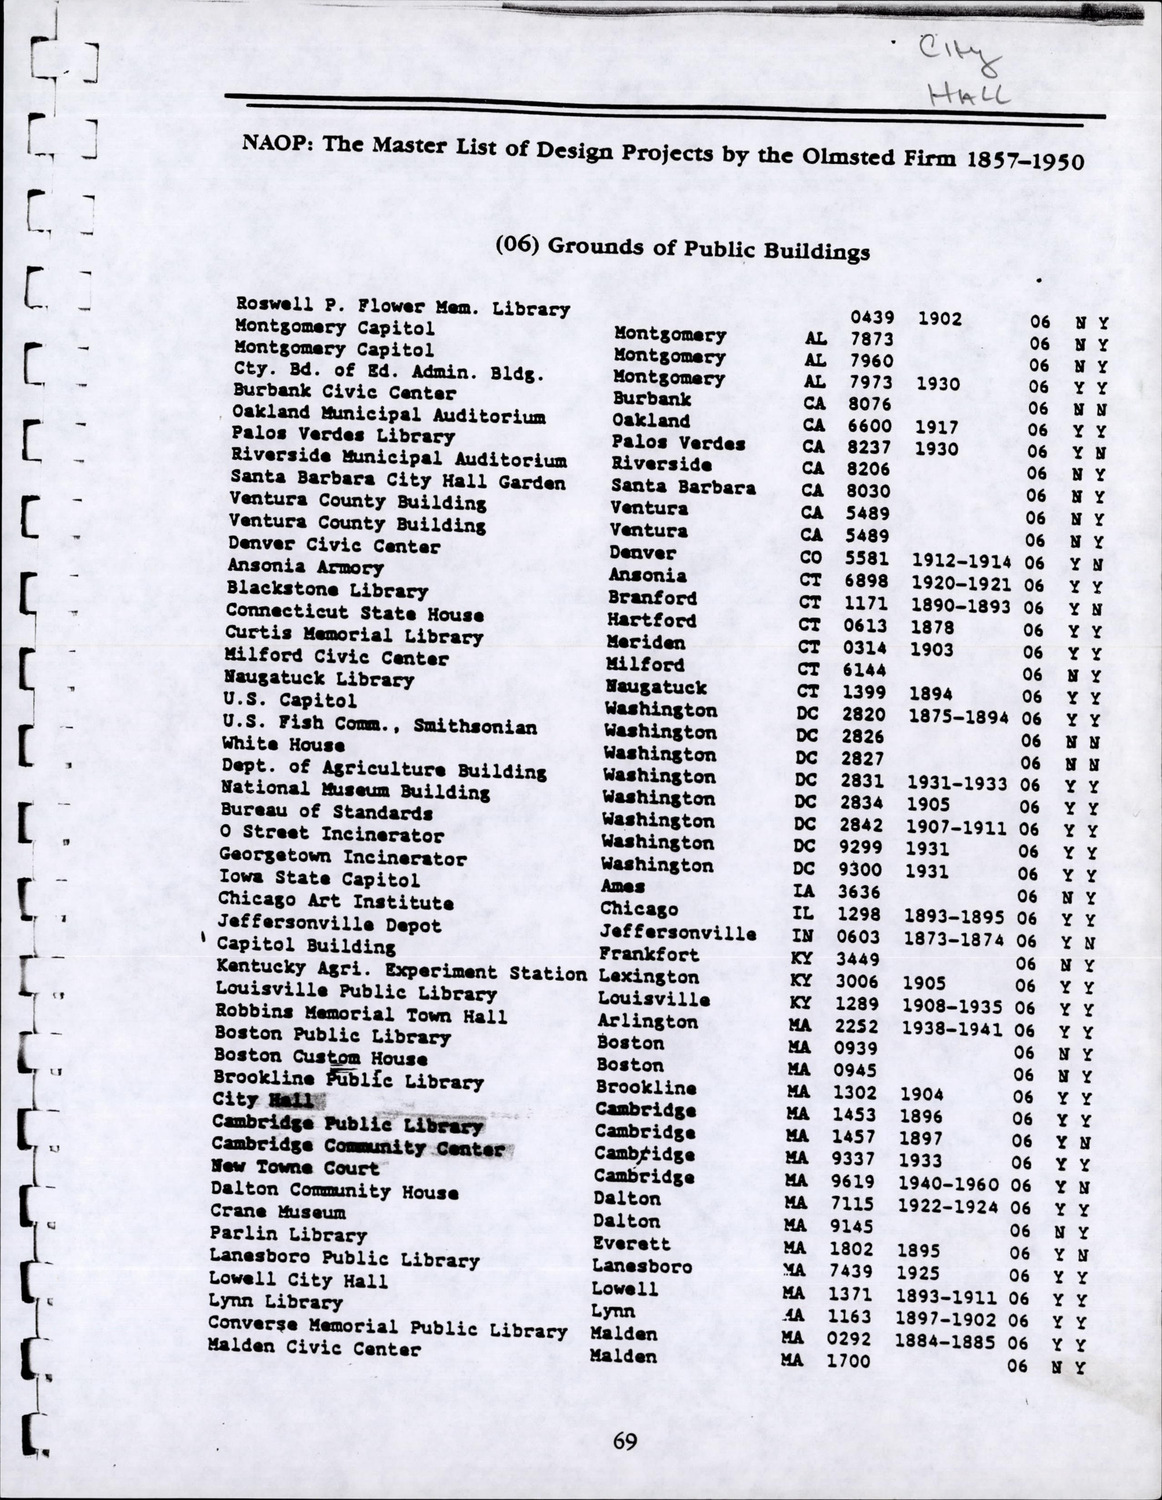 City
HALL
NAOP: The Master List of Design Projects by the Olmsted Firm 1857–1950
(06) Grounds of Public Buildings
Roswell P. Flower Mem. Library 0439 1902 06 N Y
Montgomery Capitol Montgomery AL 7873 06 N Y
Montgomery Capitol Montgomery AL 7960 06 N Y
Cty. Bd. of Ed. Admin. Bldg. Montgomery AL 7973 1930 06 Y Y
Burbank Civic Center Burbank CA 8076 06 N N
Oakland Municipal Auditorium Oakland CA 6600 1917 06 Y Y
Palos Verdes Library Palos Verdes CA 8237 1930 06 Y N
Riverside Municipal Auditorium Riverside CA 8206 06 N Y
Santa Barbara City Hall Garden Santa Barbara CA 8030 06 N Y
Ventura County Building Ventura CA 5489 06 N Y
Ventura County Building Ventura CA 5489 06 N Y
Denver Civic Center Denver CO 5581 1912-1914 06 Y N
Ansonia Armory Ansonia CT 6898 1920-1921 06 Y Y
Blackstone Library Branford CT 1171 1890-1893 06 Y N
Connecticut State House Hartford CT 0613 1878 06 Y Y
Curtis Memorial Library Meriden CT 0314 1903 06 Y Y
Milford Civic Center Milford CT 6144 06 N Y
Naugatuck Library Naugatuck CT 1399 1894 06 Y Y
U.S. Capitol Washington DC 2820 1875-1894 06 Y Y
U.S. Fish Comm., Smithsonian Washington DC 2826 06 N N
White House Washington DC 2827 06 N N
Dept. of Agriculture Building Washington DC 2831 1931-1933 06 Y Y
National Museum Building Washington DC 2834 1905 06 Y Y
Bureau of Standards Washington DC 2842 1907-1911 06 Y Y
O Street Incinerator Washington DC 9299 1931 06 Y Y
Georgetown Incinerator Washington DC 9300 1931 06 Y Y
Iowa State Capitol Ames IA 3636 06 N Y
Chicago Art Institute Chicago IL 1298 1893-1895 06 Y Y
Jeffersonville Depot Jeffersonville IN 0603 1873-1874 06 Y N
Capitol Building Frankfort KY 3449 06 N Y
Kentucky Agri. Experiment Station Lexington KY 3006 1905 06 Y Y
Louisville Public Library Louisville KY 1289 1908-1935 06 Y Y
Robbins Memorial Town Hall Arlington MA 2252 1938-1941 06 Y Y
Boston Public Library Boston MA 0939 06 N Y
Boston Custom House Boston MA 0945 06 N Y
Brookline Public Library Brookline MA 1302 1904 06 Y Y
City Hall Cambridge MA 1453 1896 06 Y Y
Cambridge Public Library Cambridge MA 1457 1897 06 Y N
Cambridge Community Center Cambridge MA 9337 1933 06 Y Y
New Towne Court Cambridge MA 9619 1940-1960 06 Y N
Dalton Community House Dalton MA 7115 1922-1924 06 Y Y
Crane Museum Dalton MA 9145 06 N Y
Parlin Library Everett MA 1802 1895 06 Y N
Lanesboro Public Library Lanesboro MA 7439 1925 06 Y Y
Lowell City Hall Lowell MA 1371 1893-1911 06 Y Y
Lynn Library Lynn MA 1163 1897-1902 06 Y Y
Converse Memorial Public Library Malden MA 0292 1884-1885 06 Y Y
Malden Civic Center Malden MA 1700 06 N Y
69